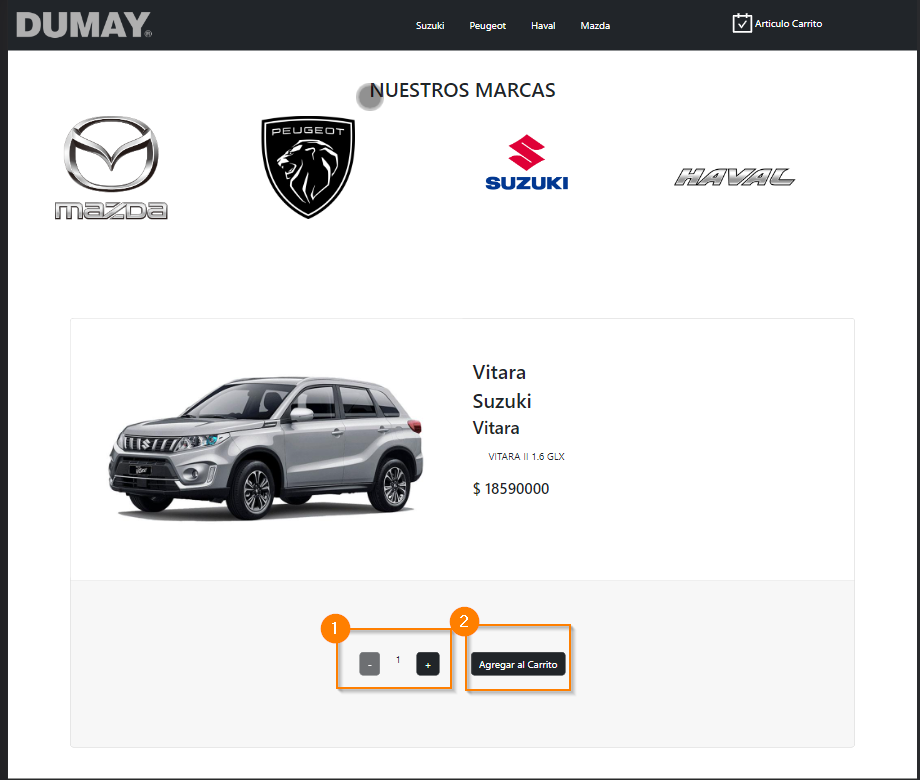 DUMAY®
Suzuki Peugeot Haval Mazda
Articulo Carrito
NUESTROS MARCAS
mazda
PEUGEOT
SUZUKI
HAVAL
Vitara
Suzuki
Vitara
VITARA II 1.6 GLX
$ 18590000
1
2
- 1 +
Agregar al Carrito